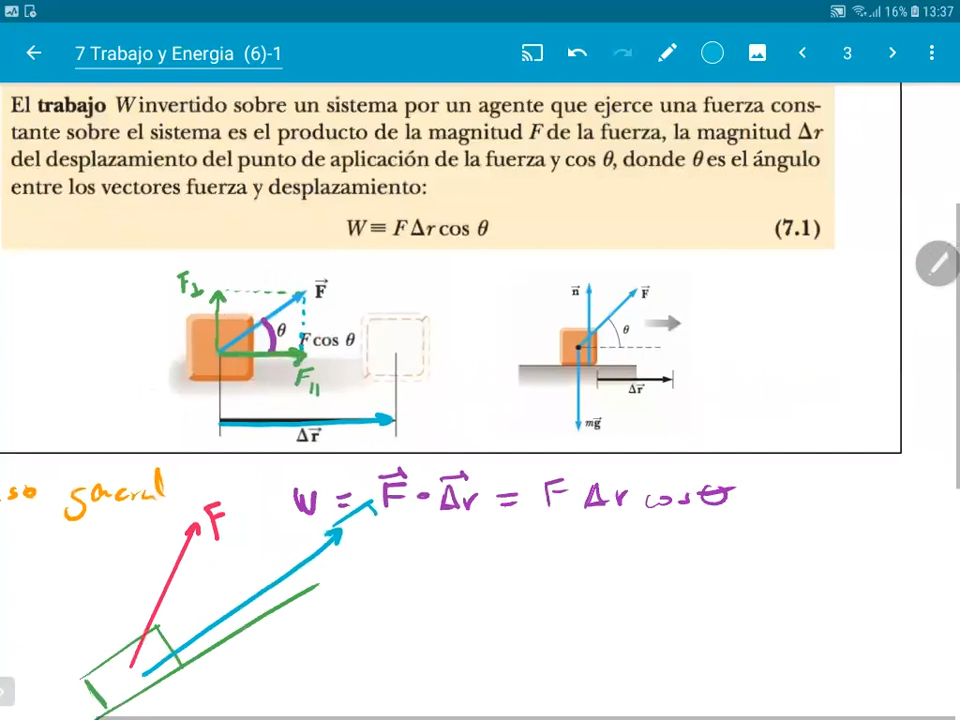 16% 13:37
7 Trabajo y Energia (6)-1
3
El trabajo W invertido sobre un sistema por un agente que ejerce una fuerza cons-
tante sobre el sistema es el producto de la magnitud F de la fuerza, la magnitud Δr
del desplazamiento del punto de aplicación de la fuerza y cos θ, donde θ es el ángulo
entre los vectores fuerza y desplazamiento:
W ≡ F Δr cos θ (7.1)
F⊥
F⃗
θ
F cos θ
F||
Δr⃗
n⃗
F⃗
θ
Δr⃗
mg⃗
so general
W = F⃗ · Δr⃗ = F Δr cos θ
F